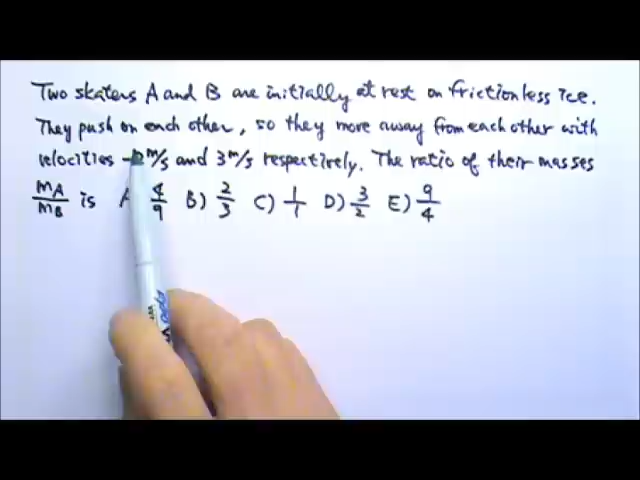 Two skaters A and B are initially at rest on frictionless ice.
They push on each other, so they move away from each other with
velocities -2 m/s and 3 m/s respectively. The ratio of their masses
mA/mB is A 4/9 B) 2/3 C) 1/1 D) 3/2 E) 9/4